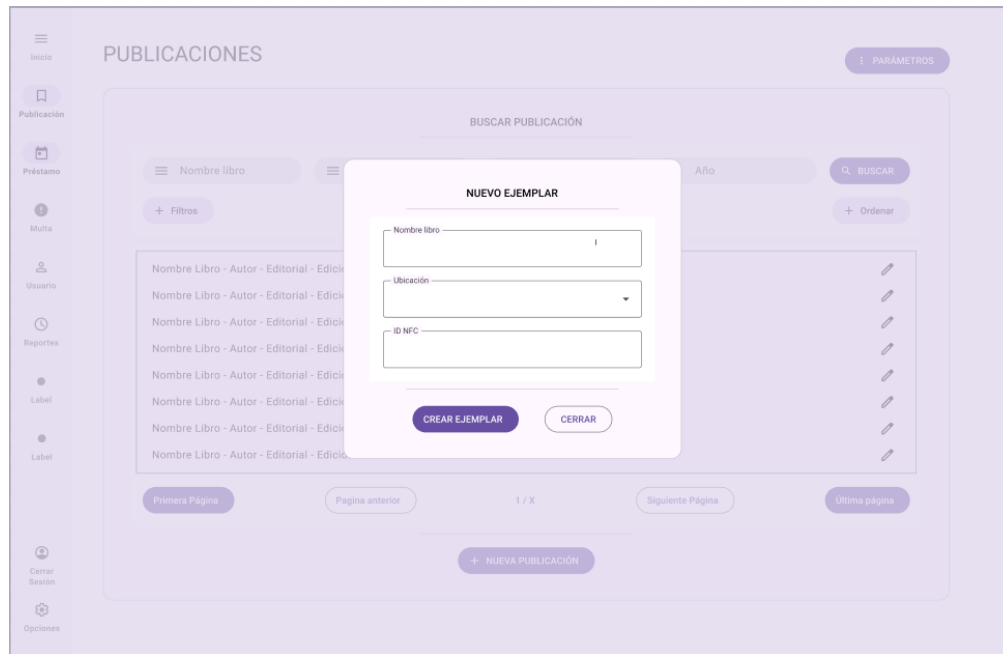 Inicio
PUBLICACIONES
PARÁMETROS
Publicación
BUSCAR PUBLICACIÓN
Préstamo
Nombre libro
Año
BUSCAR
Filtros
Ordenar
Multa
NUEVO EJEMPLAR
Nombre libro
Ubicación
ID NFC
CREAR EJEMPLAR
CERRAR
Usuario
Reportes
Label
Label
Nombre Libro - Autor - Editorial - Edici
Nombre Libro - Autor - Editorial - Edici
Nombre Libro - Autor - Editorial - Edici
Nombre Libro - Autor - Editorial - Edici
Nombre Libro - Autor - Editorial - Edici
Nombre Libro - Autor - Editorial - Edici
Nombre Libro - Autor - Editorial - Edici
Nombre Libro - Autor - Editorial - Edici
Primera Página
Pagina anterior
1 / X
Siguiente Página
Última página
+ NUEVA PUBLICACIÓN
Cerrar
Sesión
Opciones